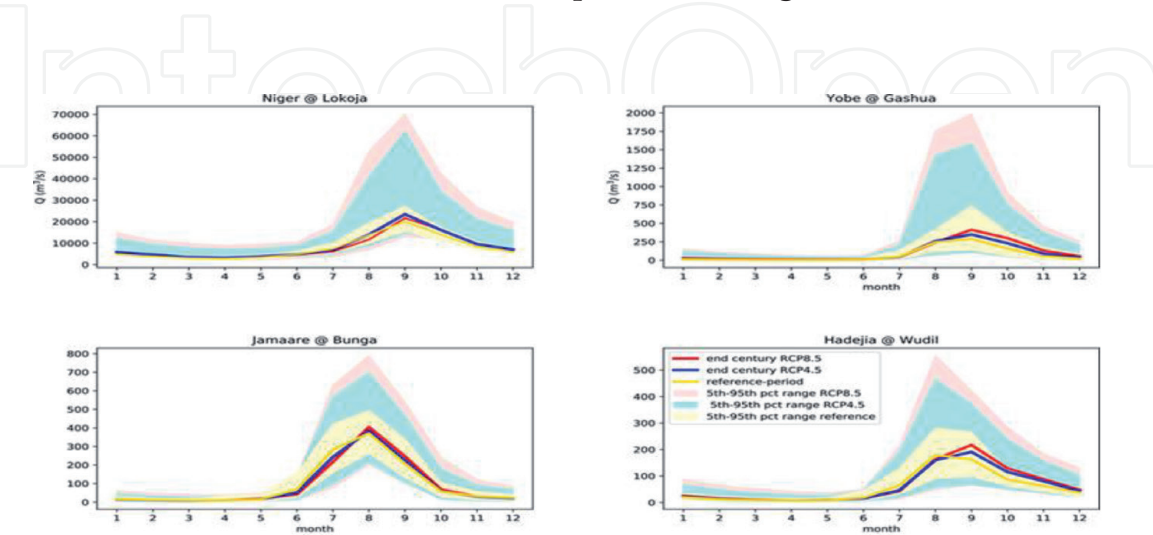 IntechOpen
Niger @ Lokoja
70000
60000
50000
40000
30000
20000
10000
0
Q (m³/s)
1 2 3 4 5 6 7 8 9 10 11 12
Yobe @ Gashua
2000
1750
1500
1250
1000
750
500
250
0
Q (m³/s)
1 2 3 4 5 6 7 8 9 10 11 12
month
Jamaare @ Bunga
800
700
600
500
400
300
200
100
0
1 2 3 4 5 6 7 8 9 10 11 12
month
Hadejia @ Wudil
500
400
300
200
100
0
end century RCP8.5
end century RCP4.5
reference-period
5th-95th pct range RCP8.5
5th-95th pct range RCP4.5
5th-95th pct range reference
1 2 3 4 5 6 7 8 9 10 11 12
month